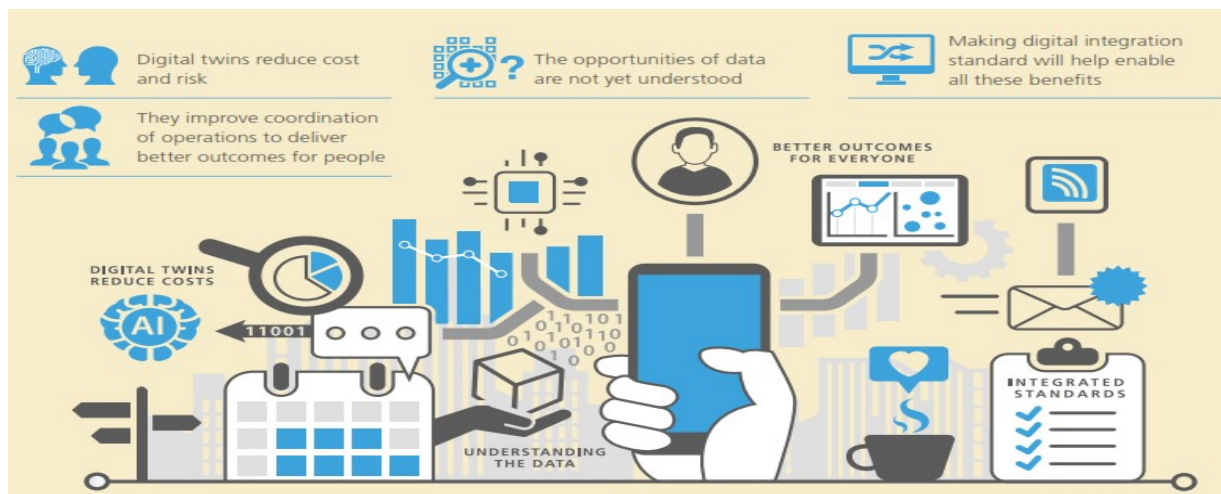 Digital twins reduce cost
and risk
They improve coordination
of operations to deliver
better outcomes for people
?
The opportunities of data
are not yet understood
Making digital integration
standard will help enable
all these benefits
BETTER OUTCOMES
FOR EVERYONE
DIGITAL TWINS
REDUCE COSTS
AI
11001
UNDERSTANDING
THE DATA
INTEGRATED
STANDARDS